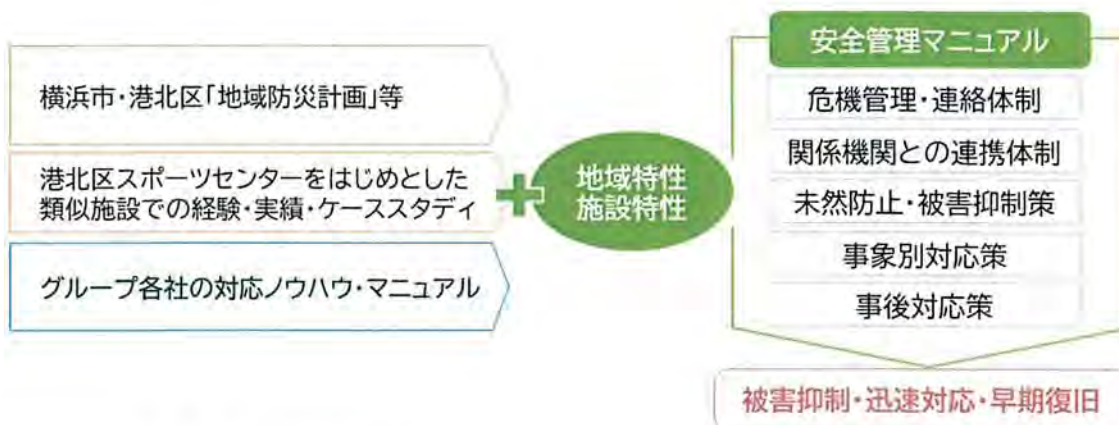 横浜市・港北区「地域防災計画」等
港北区スポーツセンターをはじめとした
類似施設での経験・実績・ケーススタディ
グループ各社の対応ノウハウ・マニュアル
地域特性
施設特性
安全管理マニュアル
危機管理・連絡体制
関係機関との連携体制
未然防止・被害抑制策
事象別対応策
事後対応策
被害抑制・迅速対応・早期復旧